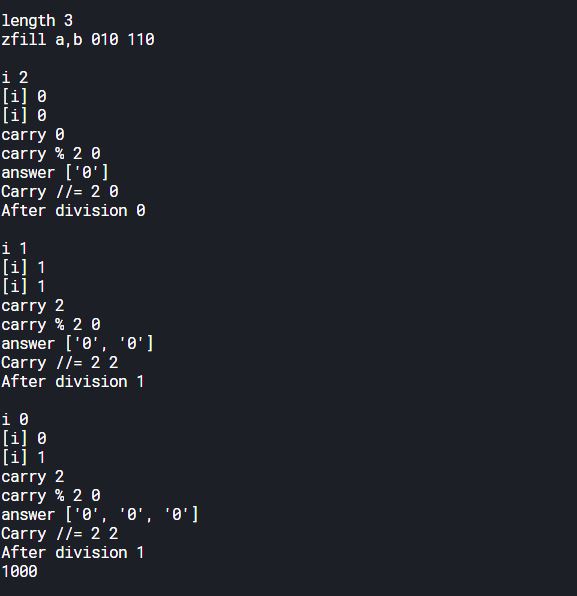 length 3
zfill a,b 010 110
i 2
[i] 0
[i] 0
carry 0
carry % 2 0
answer ['0']
Carry //= 2 0
After division 0
i 1
[i] 1
[i] 1
carry 2
carry % 2 0
answer ['0', '0']
Carry //= 2 2
After division 1
i 0
[i] 0
[i] 1
carry 2
carry % 2 0
answer ['0', '0', '0']
Carry //= 2 2
After division 1
1000